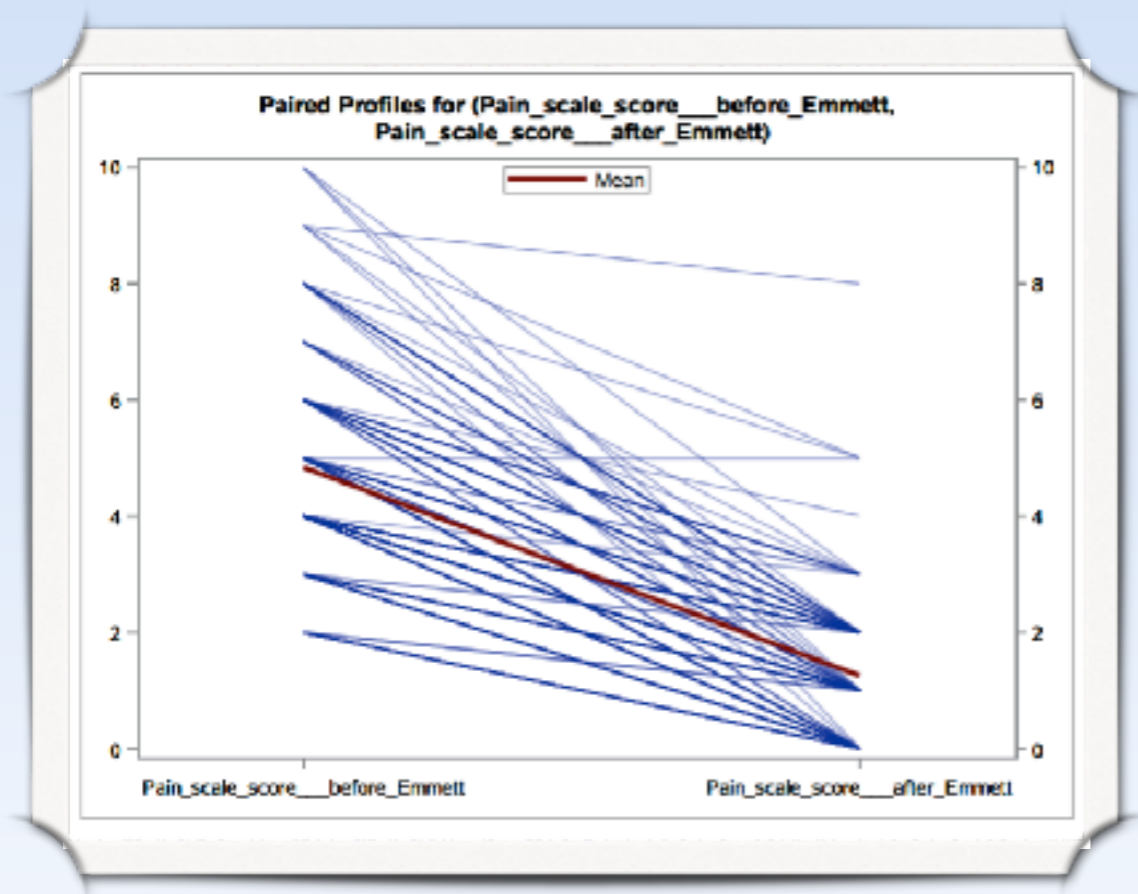 Paired Profiles for (Pain_scale_score___before_Emmett,
Pain_scale_score___after_Emmett)
Mean
10
8
6
4
2
0
10
8
6
4
2
0
Pain_scale_score___before_Emmett
Pain_scale_score___after_Emmett